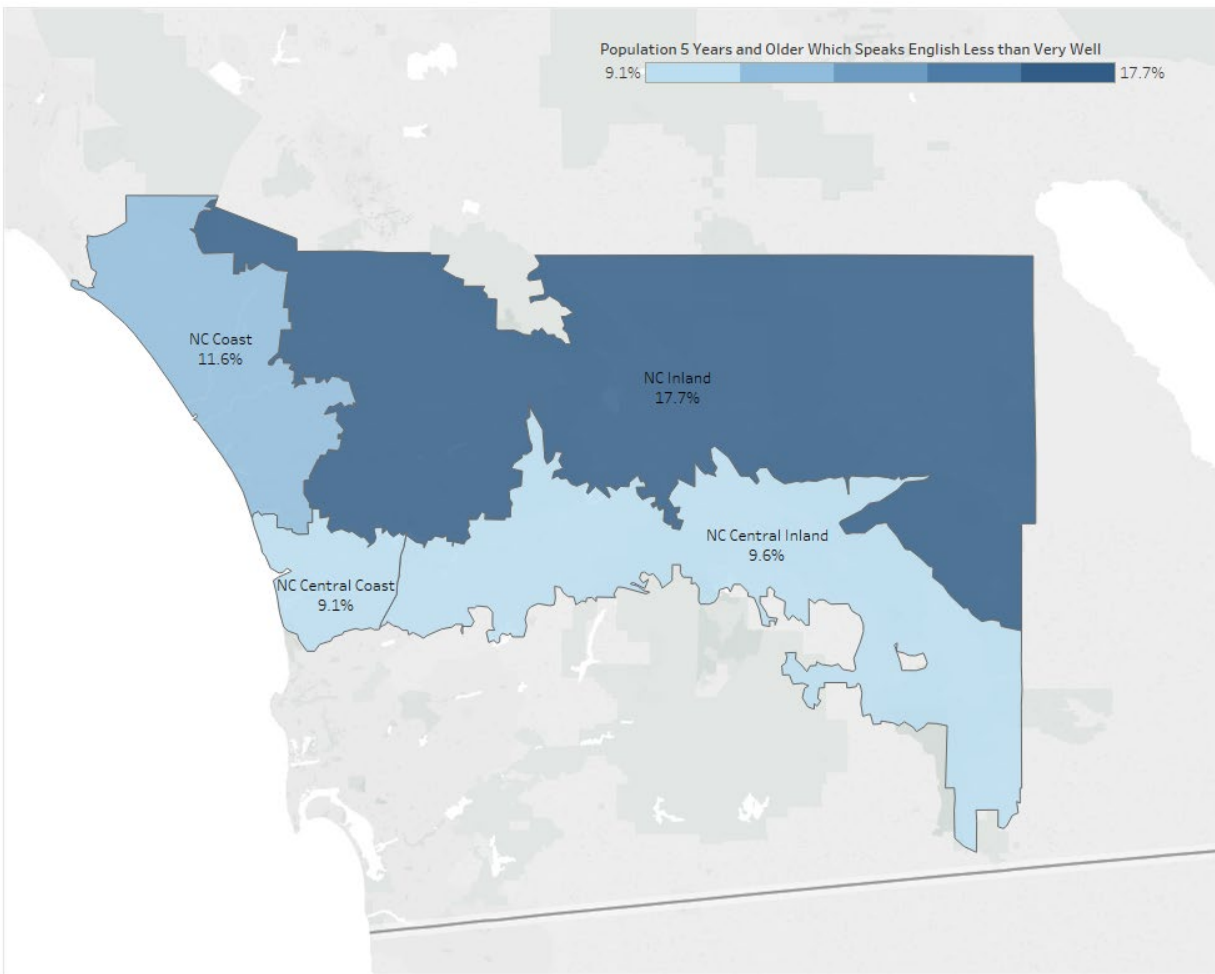 Population 5 Years and Older Which Speaks English Less than Very Well
9.1% 17.7%
NC Coast
11.6%
NC Inland
17.7%
NC Central Inland
9.6%
NC Central Coast
9.1%